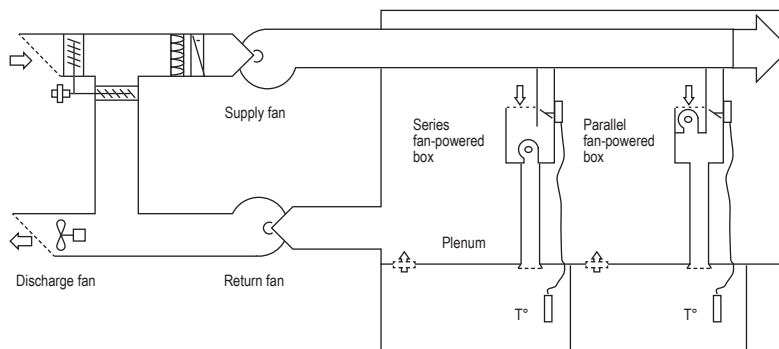 Supply fan
Series
fan-powered
box
Parallel
fan-powered
box
Plenum
Discharge fan
Return fan
T°
T°